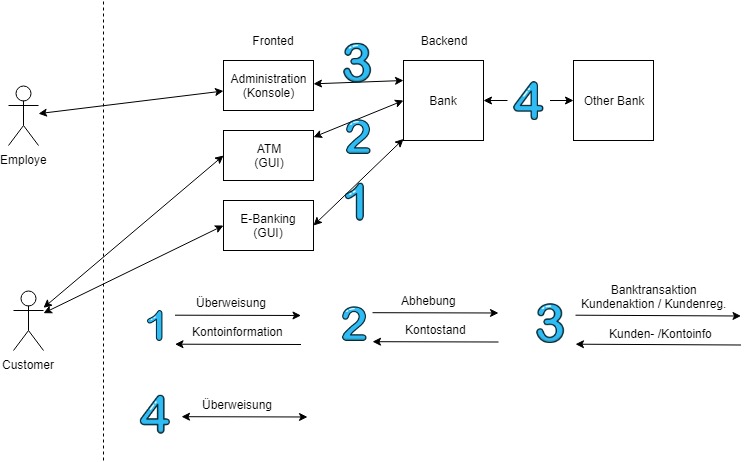 Fronted
Backend
Administration
(Konsole)
3
Bank
4
Other Bank
Employe
ATM
(GUI)
2
E-Banking
(GUI)
1
Customer
1
Überweisung
Kontoinformation
2
Abhebung
Kontostand
3
Banktransaktion
Kundenaktion / Kundenreg.
Kunden- /Kontoinfo
4
Überweisung